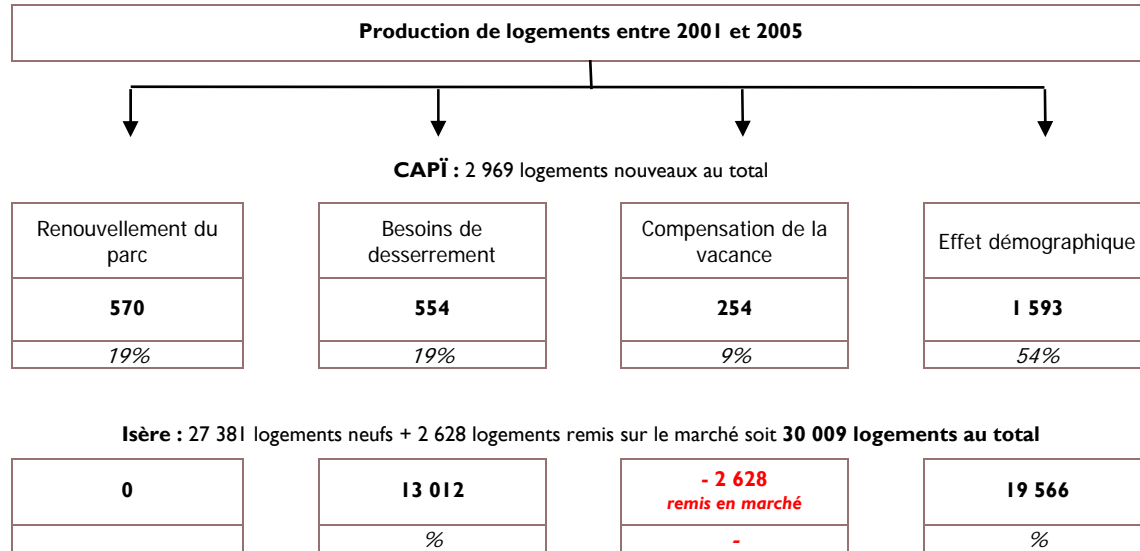 Production de logements entre 2001 et 2005
CAPÏ : 2 969 logements nouveaux au total
Renouvellement du
parc
570
19%
Besoins de
desserrement
554
19%
Compensation de la
vacance
254
9%
Effet démographique
1 593
54%
Isère : 27 381 logements neufs + 2 628 logements remis sur le marché soit 30 009 logements au total
0
13 012
%
- 2 628
remis en marché
-
19 566
%